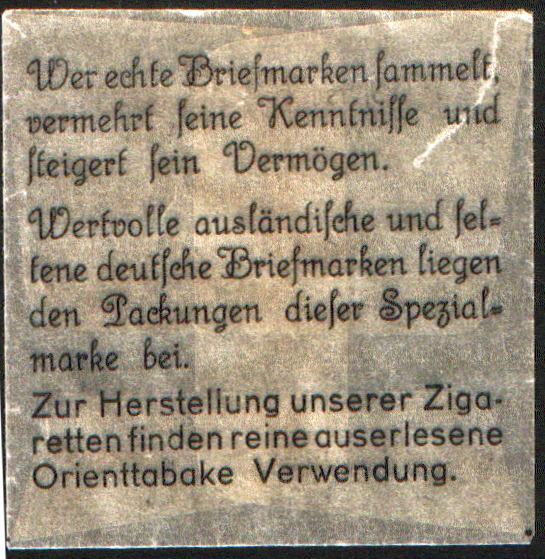 Wer echte Briefmarken ſammelt,
vermehrt ſeine Kenntniſſe und
ſteigert ſein Vermögen.
Wertvolle ausländiſche und ſel=
tene deutſche Briefmarken liegen
den Packungen dieſer Spezial=
marke bei.
Zur Herstellung unserer Ziga-
retten finden reine auserlesene
Orienttabake Verwendung.